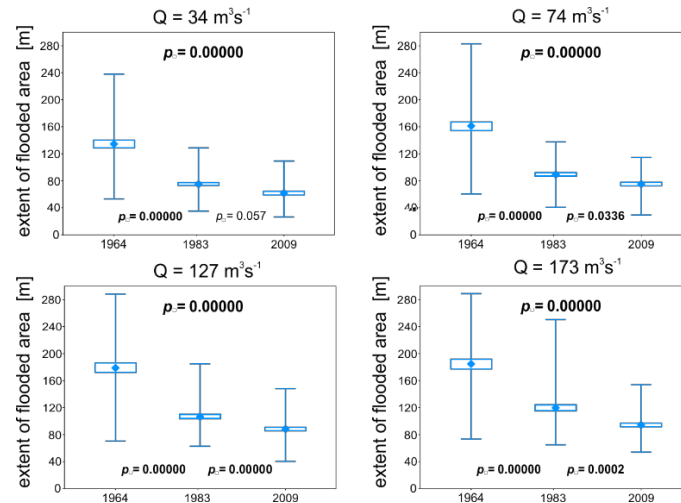 Q = 34 m³s⁻¹
extent of flooded area [m]
280
240
200
160
120
80
40
0
p□= 0.00000
p□= 0.00000
p□= 0.057
1964
1983
2009
Q = 74 m³s⁻¹
extent of flooded area [m]
280
240
200
160
120
80
0
p□= 0.00000
p□= 0.00000
p□= 0.0336
1964
1983
2009
Q = 127 m³s⁻¹
extent of flooded area [m]
280
240
200
160
120
80
40
0
p□= 0.00000
p□= 0.00000
p□= 0.00000
1964
1983
2009
Q = 173 m³s⁻¹
extent of flooded area [m]
280
240
200
160
120
80
40
0
p□= 0.00000
p□= 0.00000
p□= 0.0002
1964
1983
2009